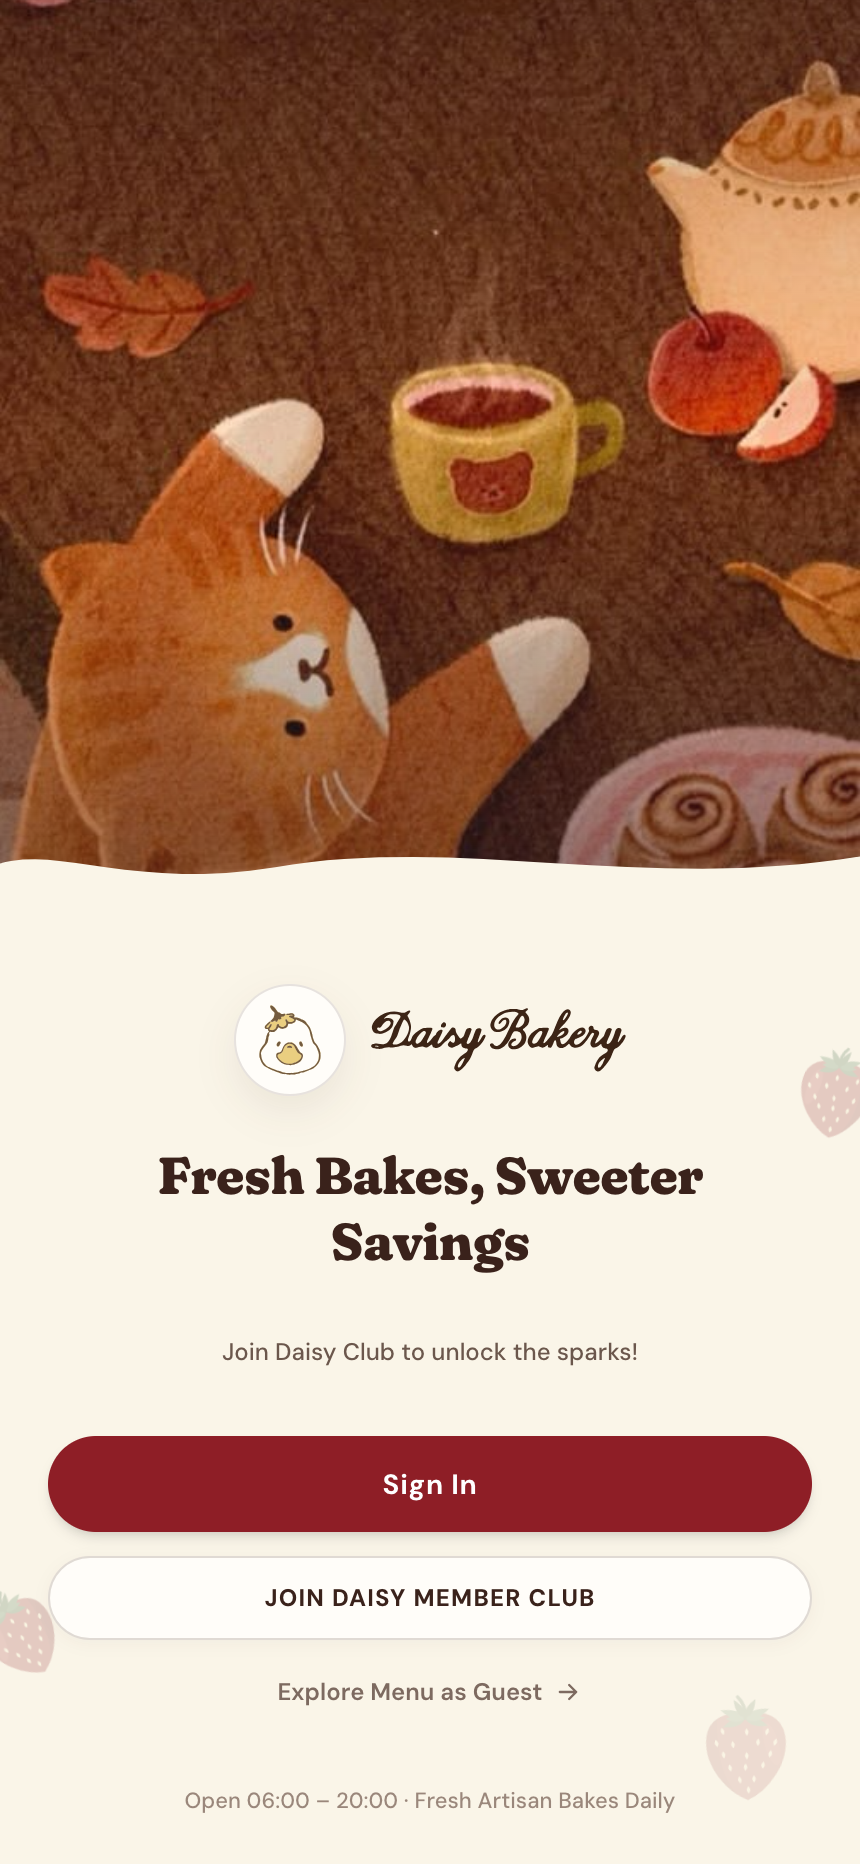 Daisy Bakery
Fresh Bakes, Sweeter
Savings
Join Daisy Club to unlock the sparks!
Sign In
JOIN DAISY MEMBER CLUB
Explore Menu as Guest →
Open 06:00 – 20:00 · Fresh Artisan Bakes Daily